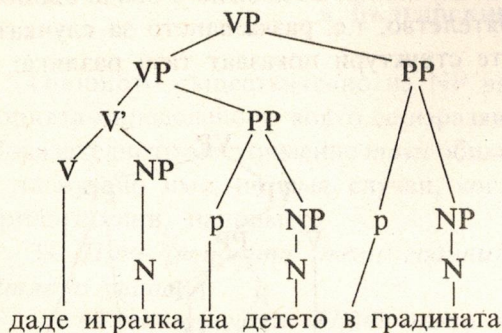 VP
VP PP
V' PP
V NP p NP p NP
N N N
даде играчка на детето в градината